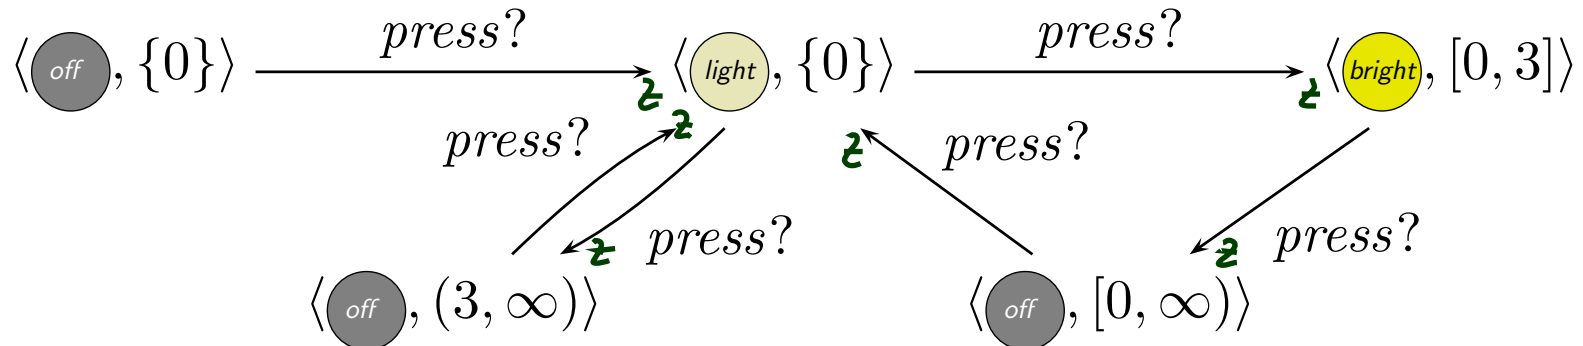 press? press?
⟨off, {0}⟩ ⟨light, {0}⟩ ⟨bright, [0, 3]⟩
z z z
press? z press?
z press? z press?
⟨off, (3, ∞)⟩ ⟨off, [0, ∞)⟩